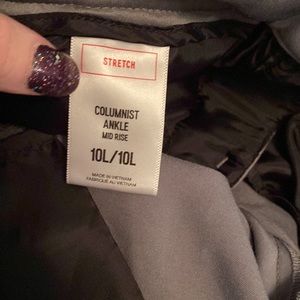 STRETCH
COLUMNIST
ANKLE
MID RISE
10L/10L
MADE IN VIETNAM
FABRIQUÉ AU VIETNAM